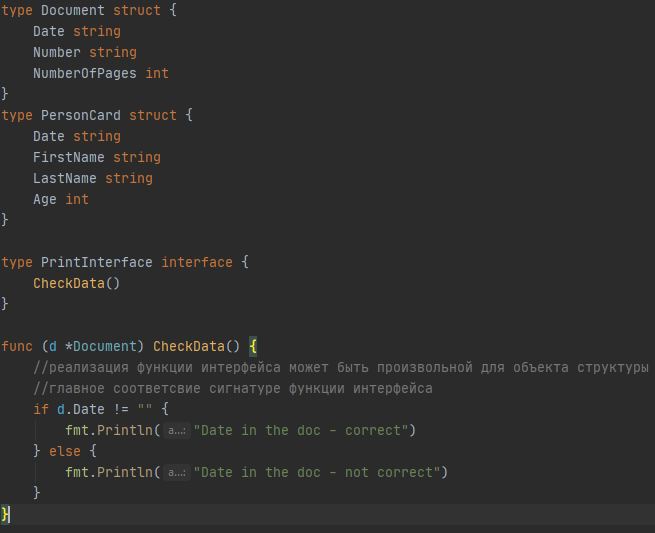 type Document struct {
    Date string
    Number string
    NumberOfPages int
}
type PersonCard struct {
    Date string
    FirstName string
    LastName string
    Age int
}

type PrintInterface interface {
    CheckData()
}

func (d *Document) CheckData() {
    //реализация функции интерфейса может быть произвольной для объекта структуры
    //главное соответсвие сигнатуре функции интерфейса
    if d.Date != "" {
        fmt.Println( a...: "Date in the doc - correct")
    } else {
        fmt.Println( a...: "Date in the doc - not correct")
    }
}